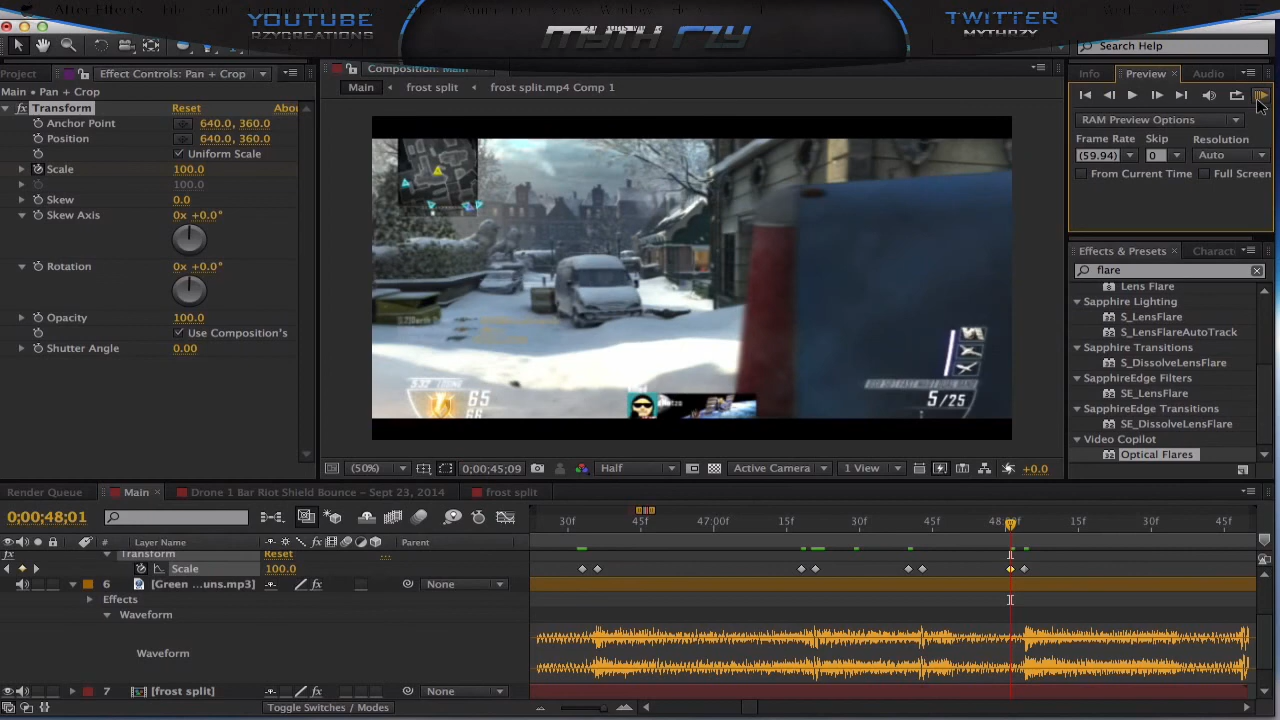 YOUTUBE
RZYCREATIONS
MYTH RZY
TWITTER
MYTHRZY
Search Help
Project
Effect Controls: Pan + Crop
Composition: Main
Info
Preview
Audio
Main • Pan + Crop
Main
frost split
frost split.mp4 Comp 1
Transform
Reset
Abou
Anchor Point
640.0, 360.0
Position
640.0, 360.0
Uniform Scale
Scale
100.0
100.0
Skew
0.0
Skew Axis
0x +0.0°
Rotation
0x +0.0°
Opacity
100.0
Use Composition's
Shutter Angle
0.00
RAM Preview Options
Frame Rate
Skip
Resolution
(59.94)
0
Auto
From Current Time
Full Screen
Effects & Presets
Charact
flare
Lens Flare
Sapphire Lighting
S_LensFlare
S_LensFlareAutoTrack
Sapphire Transitions
S_DissolveLensFlare
SapphireEdge Filters
SE_LensFlare
SapphireEdge Transitions
SE_DissolveLensFlare
Video Copilot
Optical Flares
65
66
5/25
(50%)
0;00;45;09
Half
Active Camera
1 View
+0.0
Render Queue
Main
Drone 1 Bar Riot Shield Bounce – Sept 23, 2014
frost split
0;00;48;01
30f
45f
47:00f
15f
30f
45f
48:00f
15f
30f
45f
#
Layer Name
Parent
Transform
Reset
Scale
100.0
6
[Green ...uns.mp3]
None
Effects
Waveform
Waveform
7
[frost split]
None
Toggle Switches / Modes